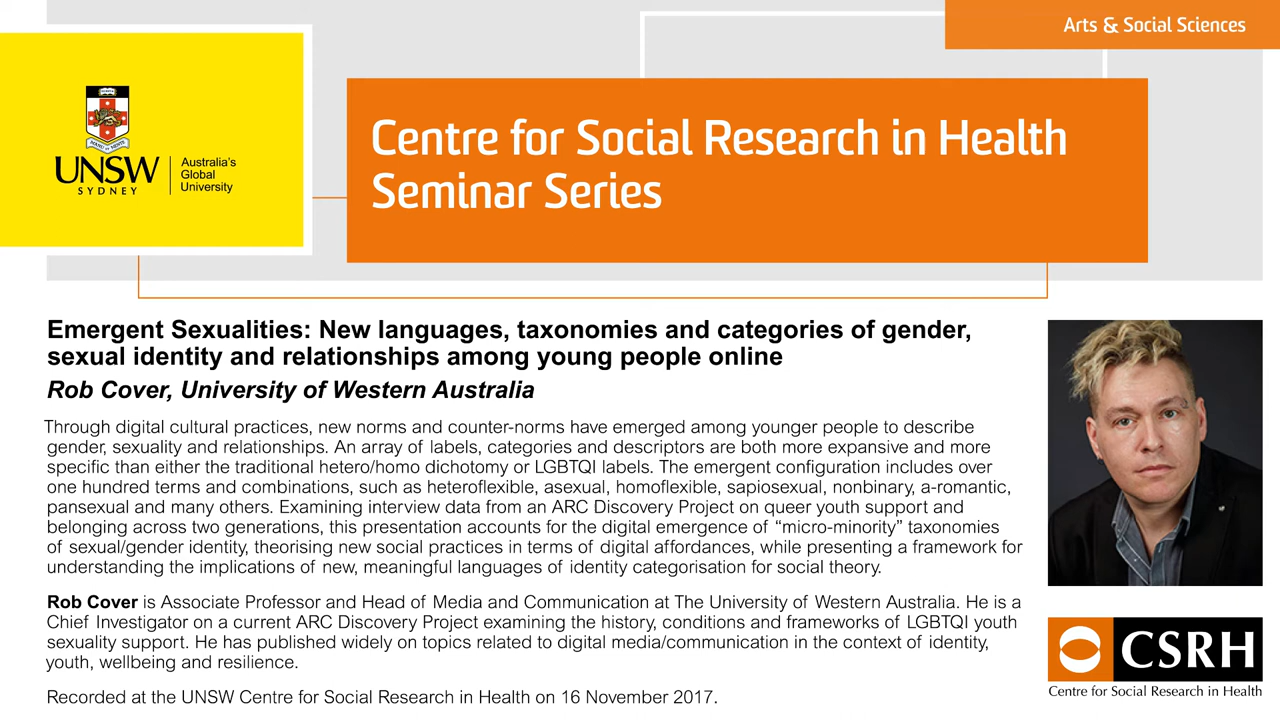 Arts & Social Sciences
UNSW
SYDNEY
Australia's
Global
University
Centre for Social Research in Health
Seminar Series
Emergent Sexualities: New languages, taxonomies and categories of gender,
sexual identity and relationships among young people online
Rob Cover, University of Western Australia
Through digital cultural practices, new norms and counter-norms have emerged among younger people to describe
gender, sexuality and relationships. An array of labels, categories and descriptors are both more expansive and more
specific than either the traditional hetero/homo dichotomy or LGBTQI labels. The emergent configuration includes over
one hundred terms and combinations, such as heteroflexible, asexual, homoflexible, sapiosexual, nonbinary, a-romantic,
pansexual and many others. Examining interview data from an ARC Discovery Project on queer youth support and
belonging across two generations, this presentation accounts for the digital emergence of “micro-minority” taxonomies
of sexual/gender identity, theorising new social practices in terms of digital affordances, while presenting a framework for
understanding the implications of new, meaningful languages of identity categorisation for social theory.
Rob Cover is Associate Professor and Head of Media and Communication at The University of Western Australia. He is a
Chief Investigator on a current ARC Discovery Project examining the history, conditions and frameworks of LGBTQI youth
sexuality support. He has published widely on topics related to digital media/communication in the context of identity,
youth, wellbeing and resilience.
Recorded at the UNSW Centre for Social Research in Health on 16 November 2017.
CSRH
Centre for Social Research in Health